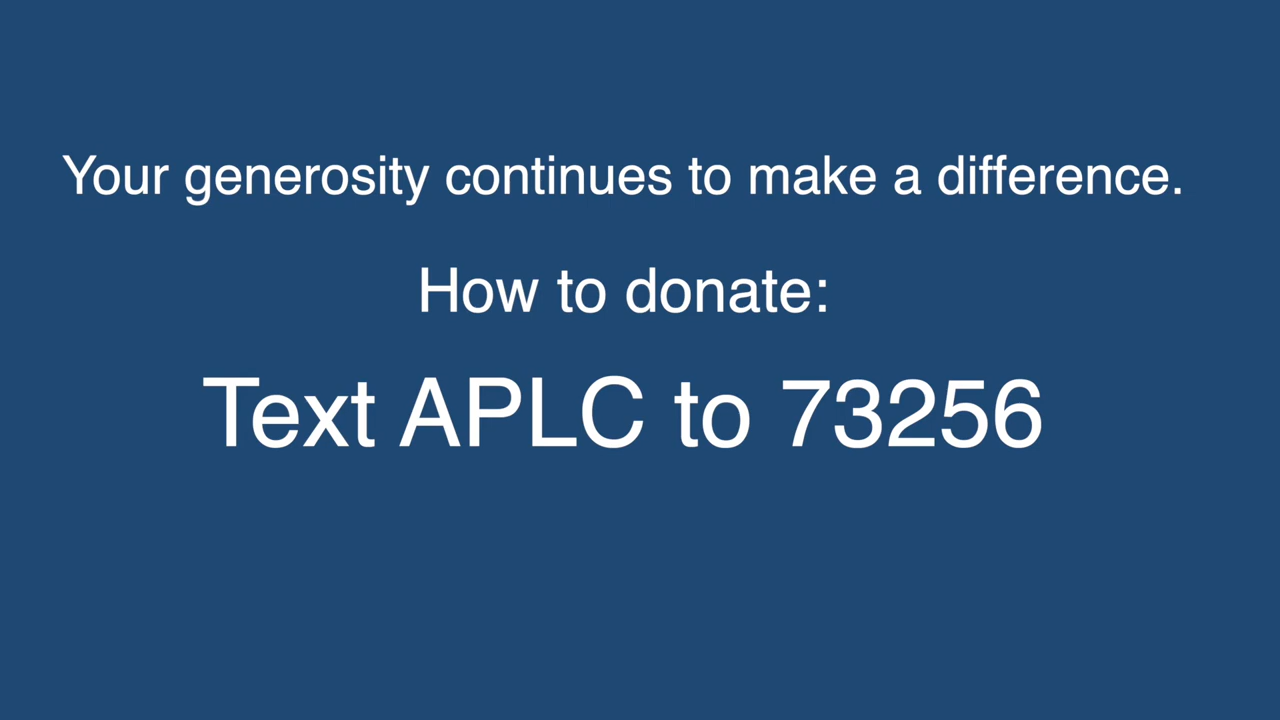 Your generosity continues to make a difference.
How to donate:
Text APLC to 73256